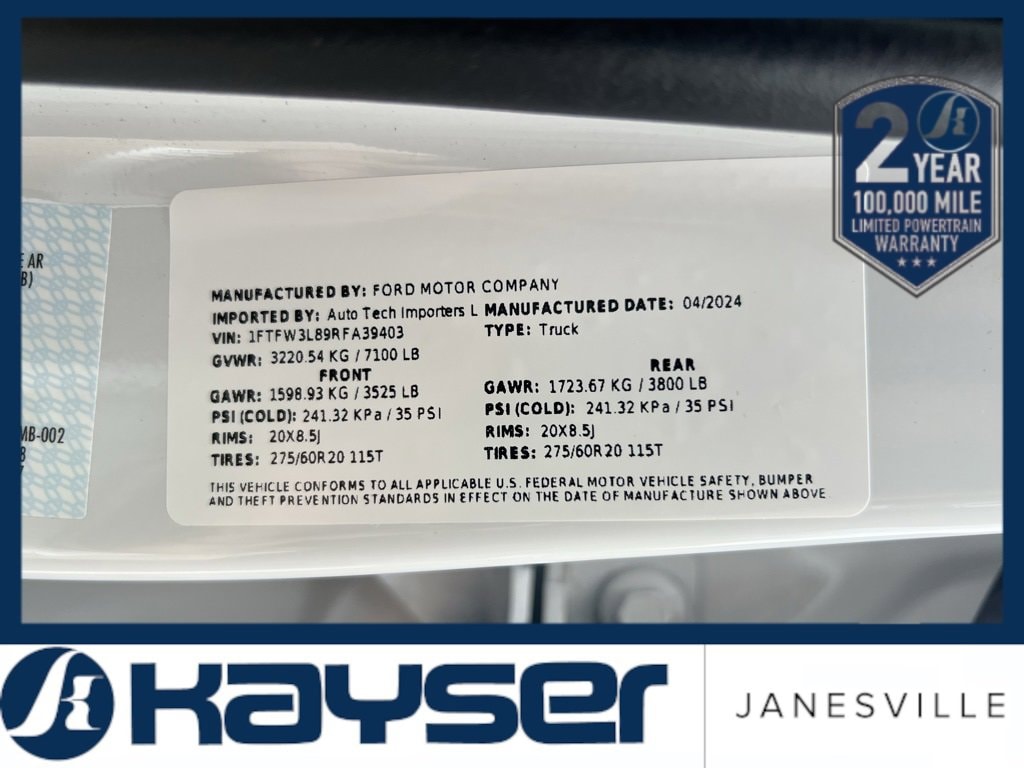 2 YEAR
100,000 MILE
LIMITED POWERTRAIN
WARRANTY
E AR
B)
MB-002
MANUFACTURED BY: FORD MOTOR COMPANY
IMPORTED BY: Auto Tech Importers L MANUFACTURED DATE: 04/2024
VIN: 1FTFW3L89RFA39403 TYPE: Truck
GVWR: 3220.54 KG / 7100 LB
FRONT REAR
GAWR: 1598.93 KG / 3525 LB GAWR: 1723.67 KG / 3800 LB
PSI (COLD): 241.32 KPa / 35 PSI PSI (COLD): 241.32 KPa / 35 PSI
RIMS: 20X8.5J RIMS: 20X8.5J
TIRES: 275/60R20 115T TIRES: 275/60R20 115T
THIS VEHICLE CONFORMS TO ALL APPLICABLE U.S. FEDERAL MOTOR VEHICLE SAFETY, BUMPER
AND THEFT PREVENTION STANDARDS IN EFFECT ON THE DATE OF MANUFACTURE SHOWN ABOVE
Kayser JANESVILLE